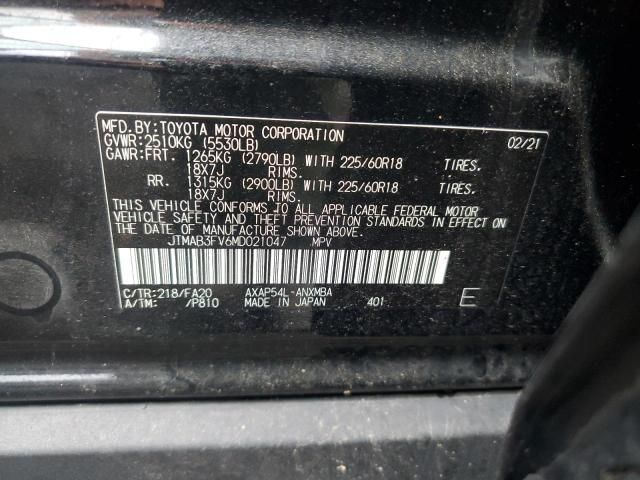 MFD.BY:TOYOTA MOTOR CORPORATION 02/21
GVWR:2510KG (5530LB)
GAWR:FRT. 1265KG (2790LB) WITH 225/60R18 TIRES.
18X7J RIMS.
RR. 1315KG (2900LB) WITH 225/60R18 TIRES.
18X7J RIMS.
THIS VEHICLE CONFORMS TO ALL APPLICABLE FEDERAL MOTOR
VEHICLE SAFETY AND THEFT PREVENTION STANDARDS IN EFFECT ON
THE DATE OF MANUFACTURE SHOWN ABOVE.
JTMAB3FV6MD021047 MPV
C/TR:218/FA20 AXAP54L-ANXMBA
A/TM: /P810 MADE IN JAPAN 401 E